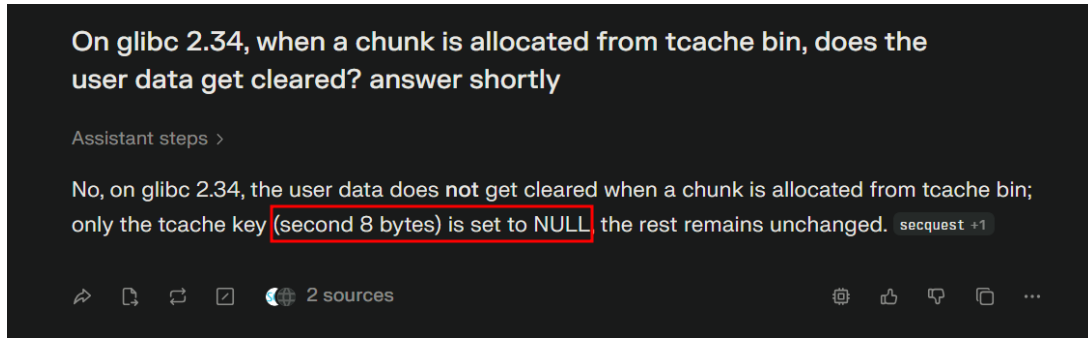 On glibc 2.34, when a chunk is allocated from tcache bin, does the
user data get cleared? answer shortly
Assistant steps >
No, on glibc 2.34, the user data does not get cleared when a chunk is allocated from tcache bin;
only the tcache key (second 8 bytes) is set to NULL, the rest remains unchanged. secquest +1
2 sources